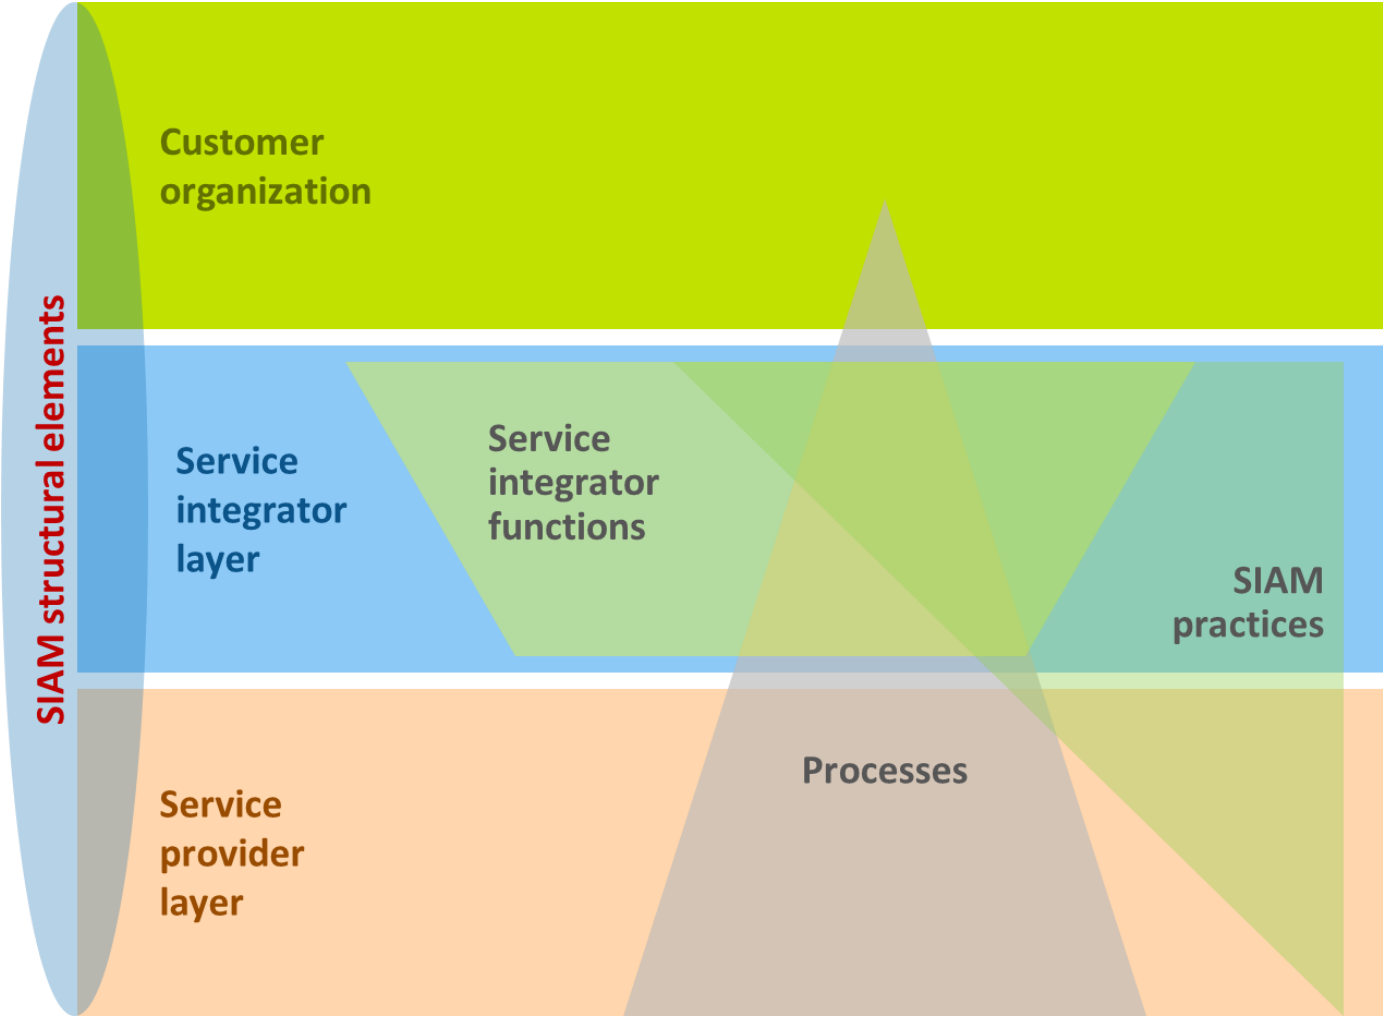 SIAM structural elements
Customer
organization
Service
integrator
layer
Service
integrator
functions
SIAM
practices
Processes
Service
provider
layer